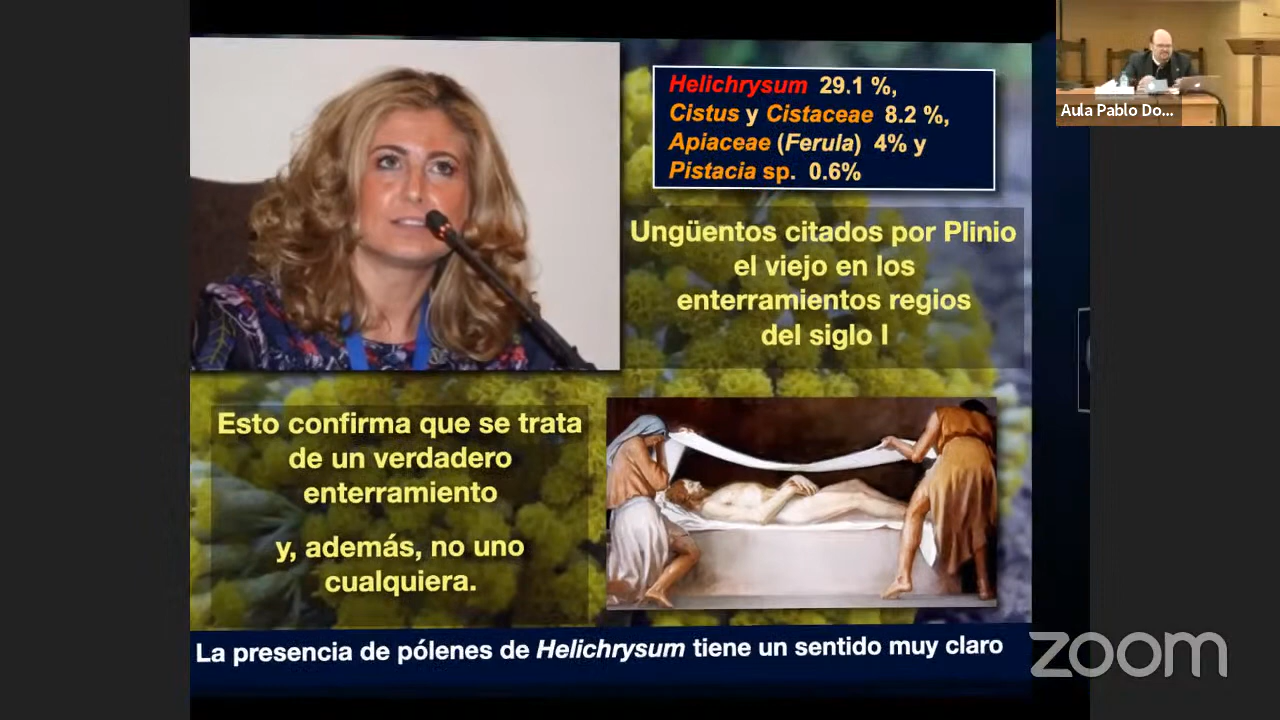 Helichrysum 29.1 %,
Cistus y Cistaceae 8.2 %,
Apiaceae (Ferula) 4% y
Pistacia sp. 0.6%
Aula Pablo Do...
Ungüentos citados por Plinio
el viejo en los
enterramientos regios
del siglo I
Esto confirma que se trata
de un verdadero
enterramiento
y, además, no uno
cualquiera.
La presencia de pólenes de Helichrysum tiene un sentido muy claro
zoom